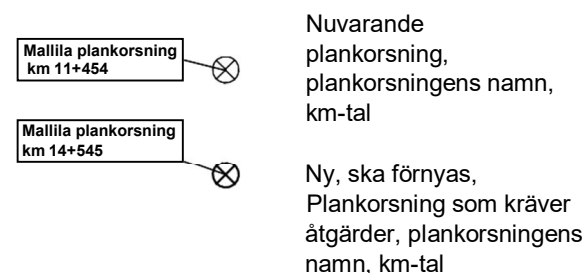 Mallila plankorsning
km 11+454
Nuvarande
plankorsning,
plankorsningens namn,
km-tal
Mallila plankorsning
km 14+545
Ny, ska förnyas,
Plankorsning som kräver
åtgärder, plankorsningens
namn, km-tal